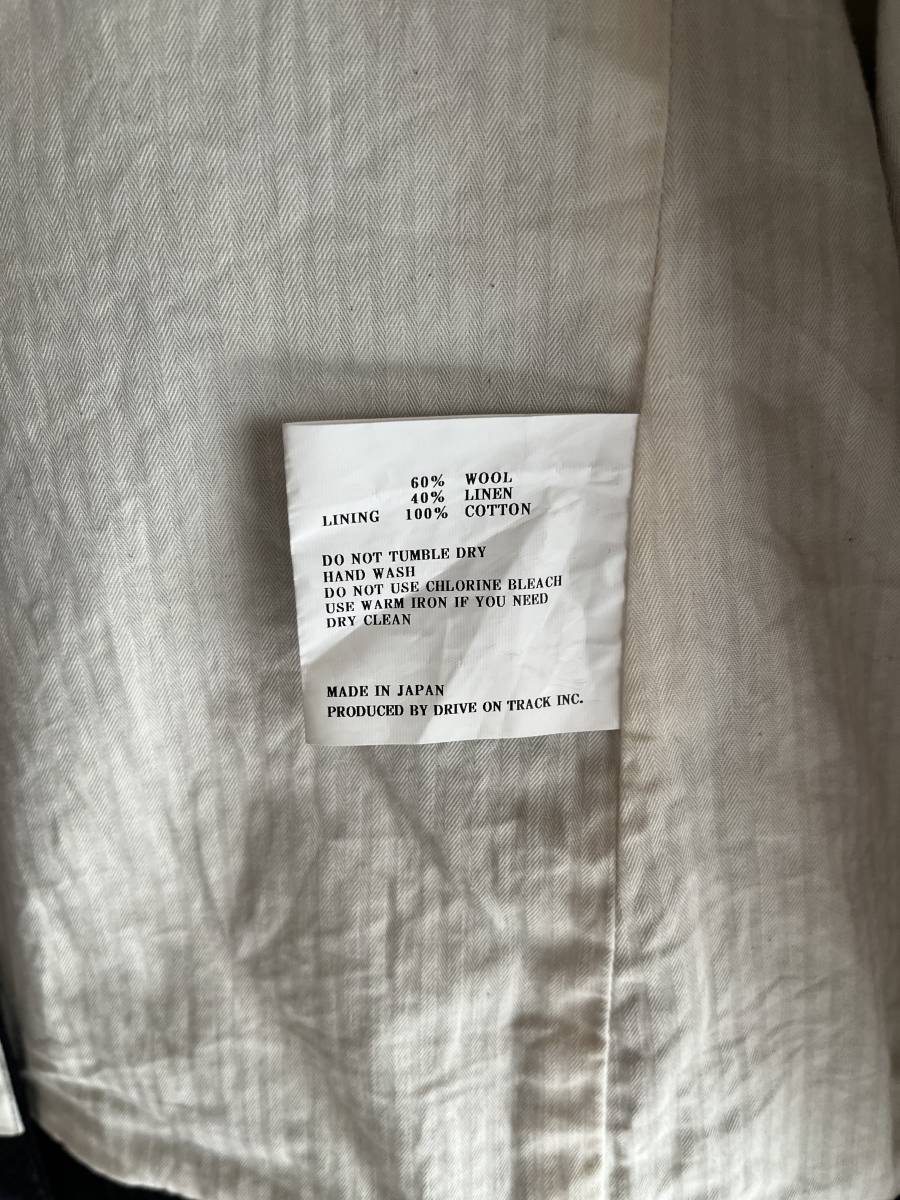 60% WOOL
40% LINEN
LINING 100% COTTON
DO NOT TUMBLE DRY
HAND WASH
DO NOT USE CHLORINE BLEACH
USE WARM IRON IF YOU NEED
DRY CLEAN
MADE IN JAPAN
PRODUCED BY DRIVE ON TRACK INC.